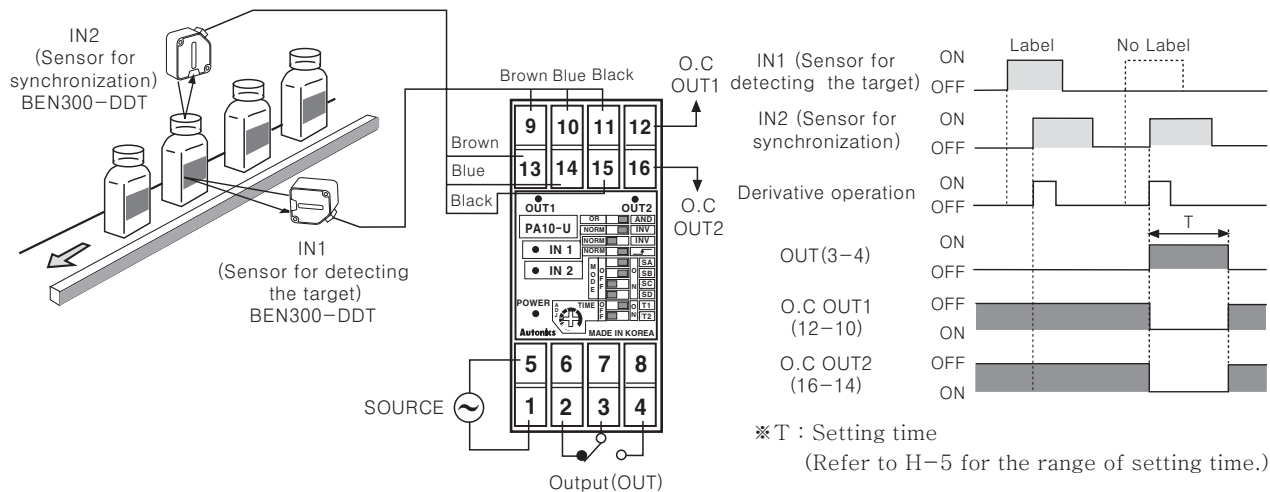 IN2
(Sensor for
synchronization)
BEN300-DDT
IN1
(Sensor for detecting
the target)
BEN300-DDT
Brown Blue Black
O.C
OUT1
9 10 11 12
Brown
13 14 15 16
Blue
Black
O.C
OUT2
OUT1 OUT2
PA10-U
OR AND
NORM INV
NORM INV
NORM
IN 1
IN 2
MODE
OFF
ON
SA
SB
SC
SD
POWER
ADJ
TIME
OFF
ON
T1
T2
Autonics MADE IN KOREA
5 6 7 8
SOURCE
1 2 3 4
Output(OUT)
Label No Label
IN1 (Sensor for
detecting the target)
ON
OFF
IN2 (Sensor for
synchronization)
ON
OFF
Derivative operation
ON
OFF
T
OUT(3-4)
ON
OFF
O.C OUT1
(12-10)
OFF
ON
O.C OUT2
(16-14)
OFF
ON
※T : Setting time
(Refer to H-5 for the range of setting time.)